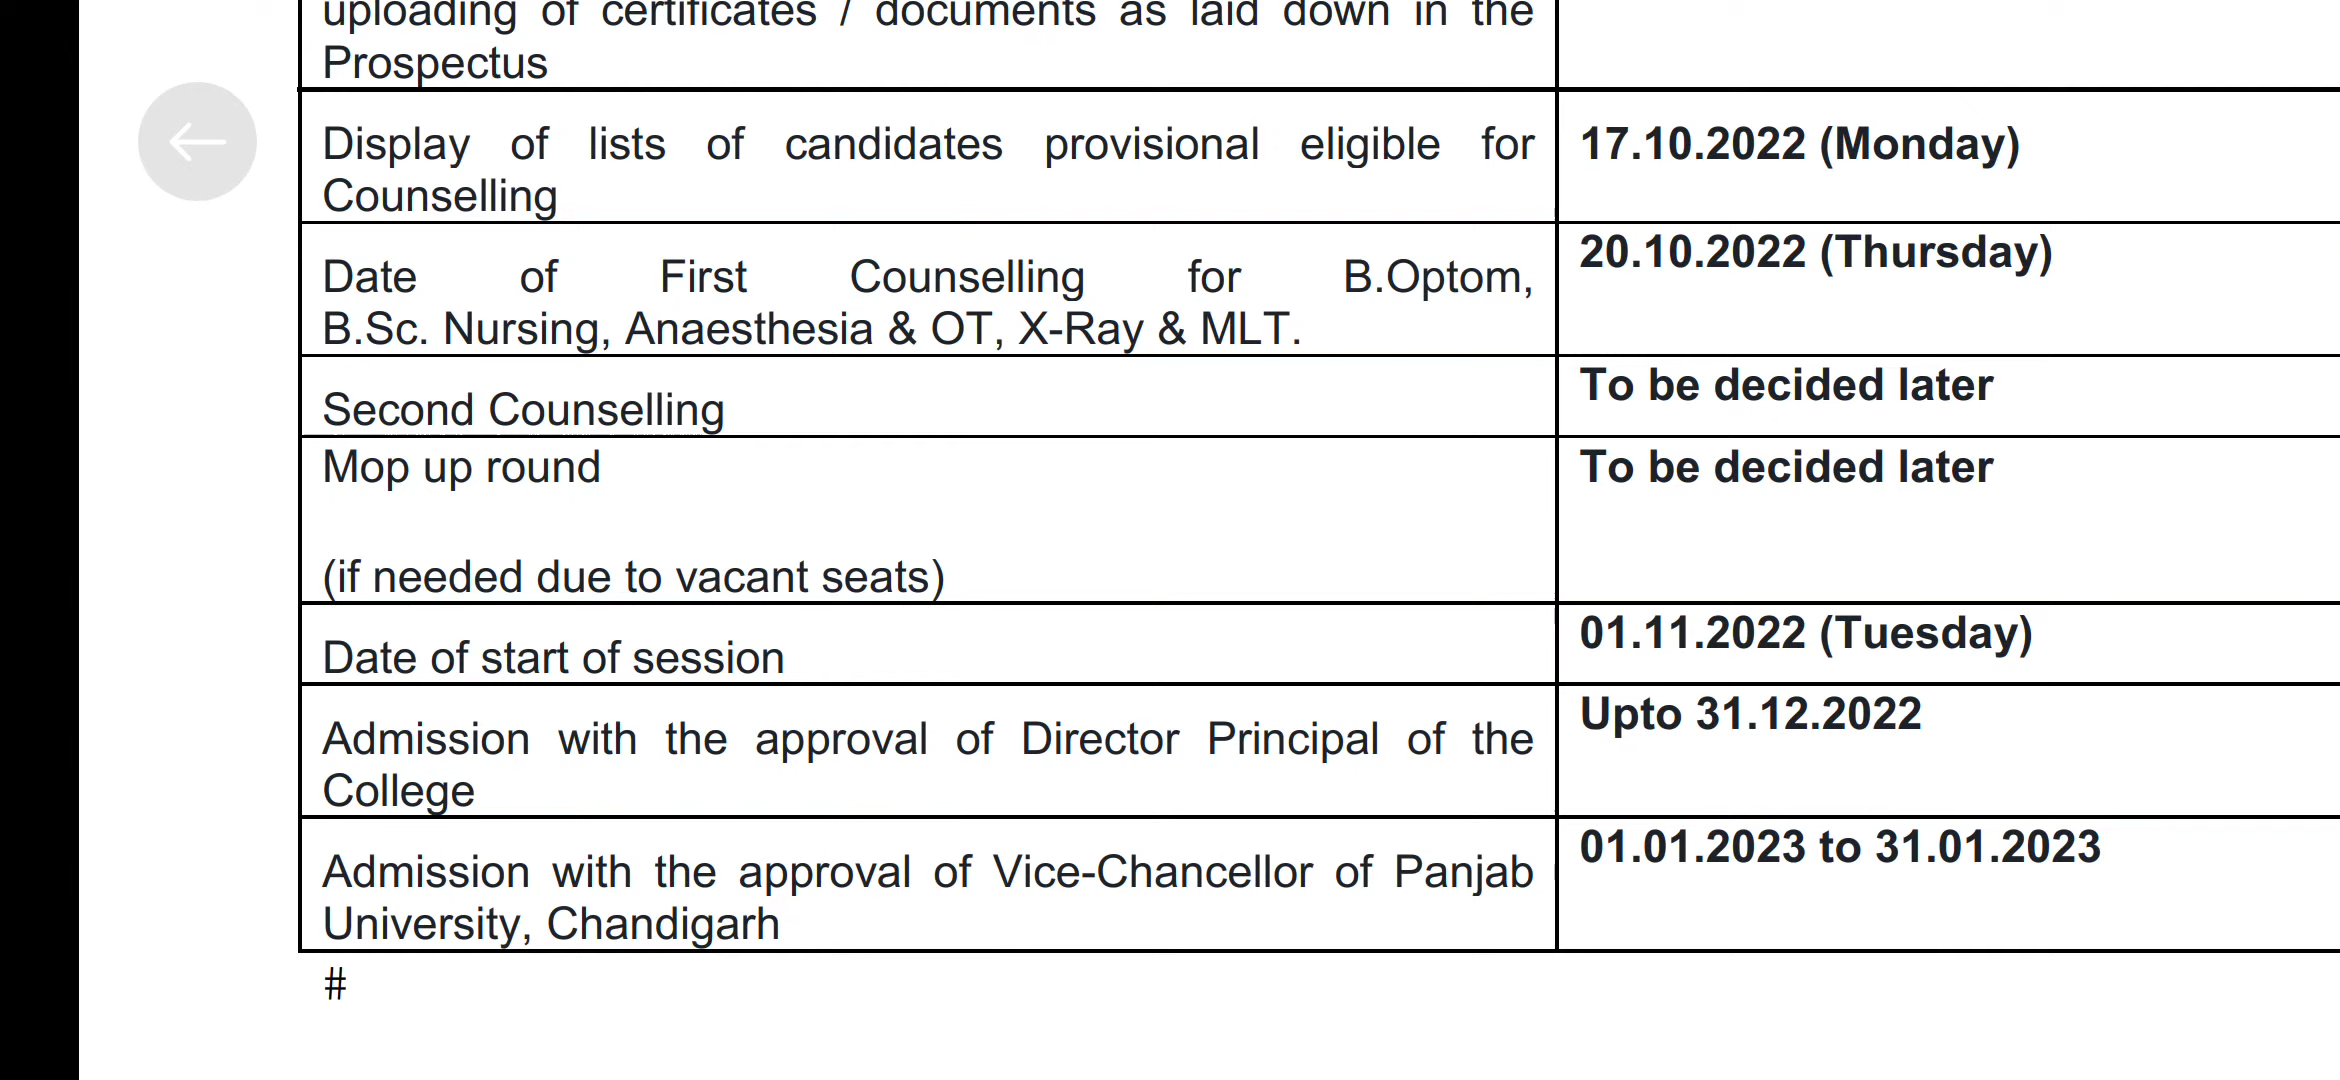 uploading of certificates / documents as laid down in the
Prospectus
Display of lists of candidates provisional eligible for
Counselling
17.10.2022 (Monday)
Date of First Counselling for B.Optom,
B.Sc. Nursing, Anaesthesia & OT, X-Ray & MLT.
20.10.2022 (Thursday)
Second Counselling
To be decided later
Mop up round
(if needed due to vacant seats)
To be decided later
Date of start of session
01.11.2022 (Tuesday)
Admission with the approval of Director Principal of the
College
Upto 31.12.2022
Admission with the approval of Vice-Chancellor of Panjab
University, Chandigarh
01.01.2023 to 31.01.2023
#